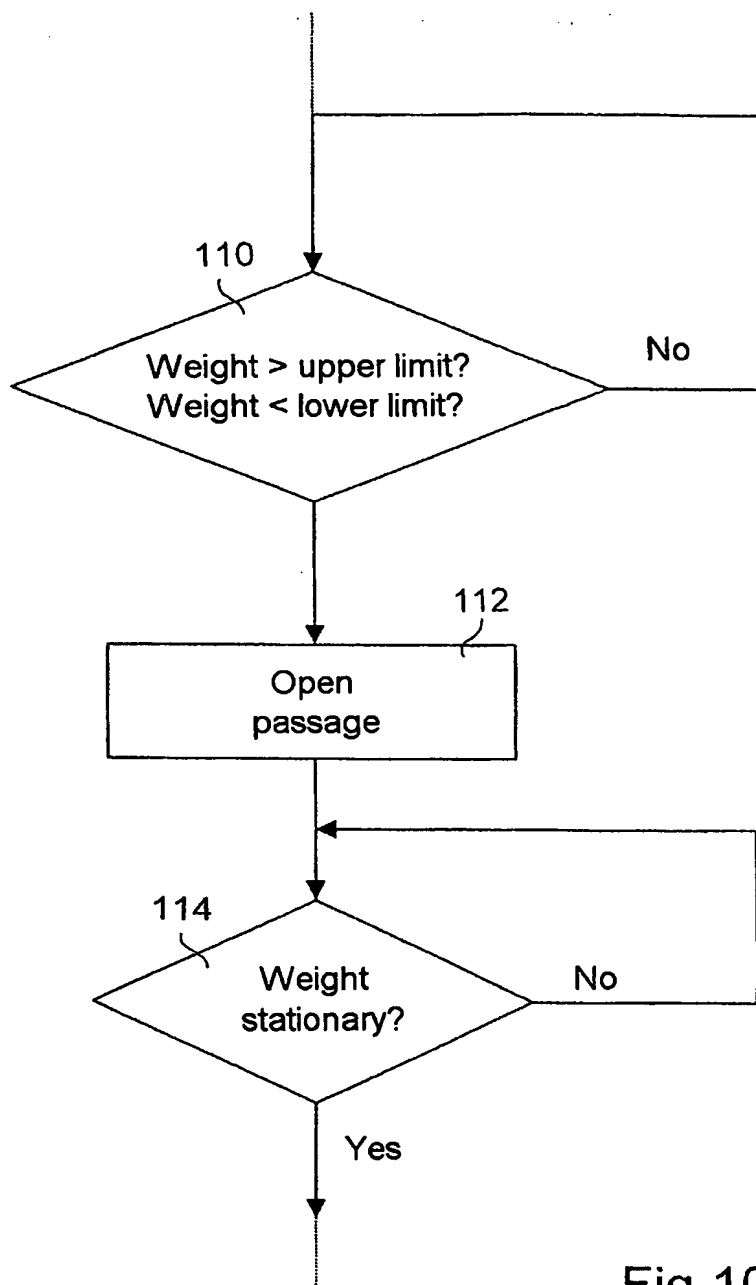 110
Weight > upper limit?
Weight < lower limit?
No
112
Open
passage
114
Weight
stationary?
No
Yes